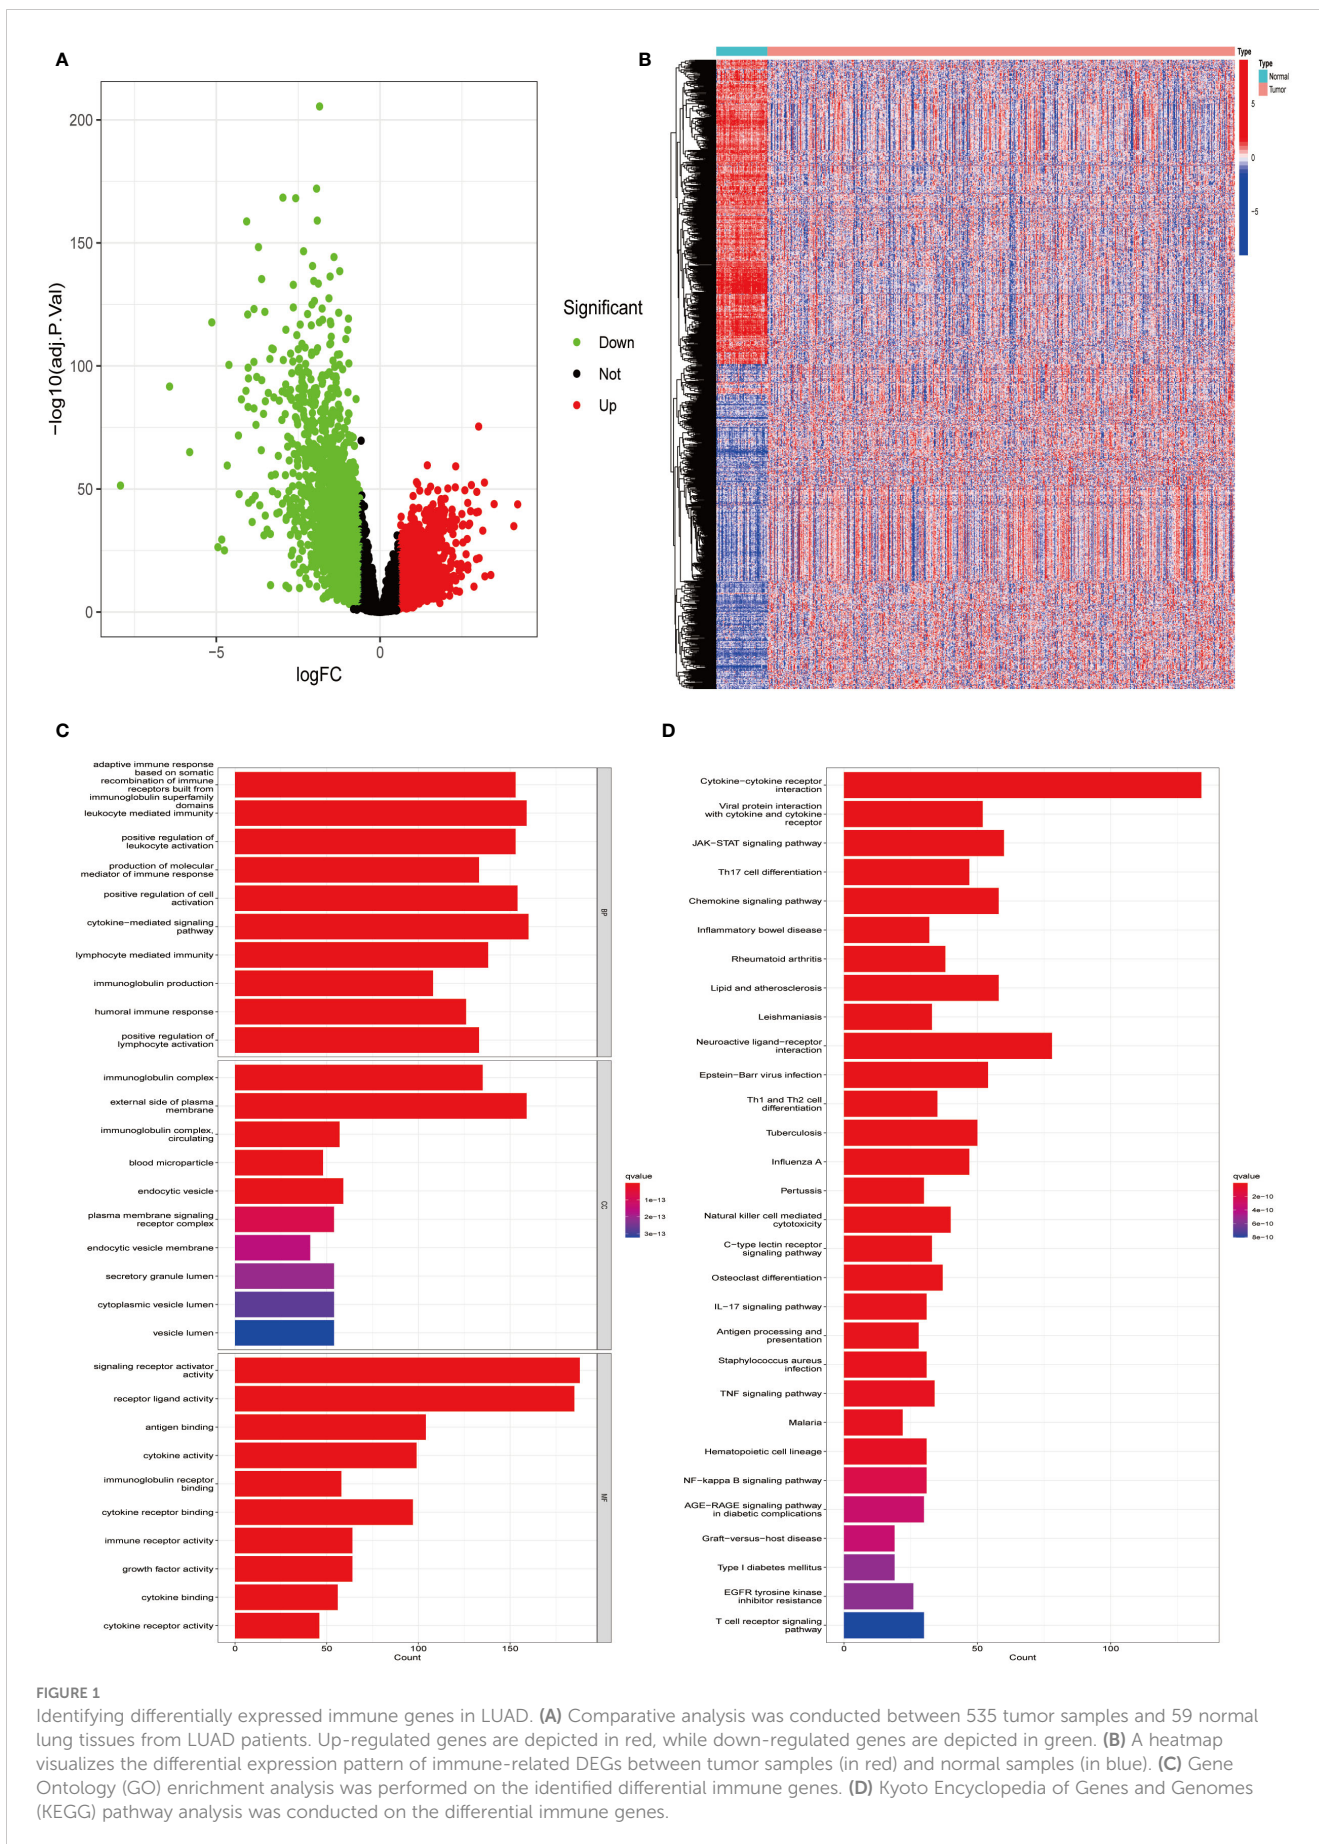 A
200
150
100
50
0
−5
0
−log10(adj.P.Val)
logFC
Significant
Down
Not
Up
B
Type
5
0
−5
Type
Normal
Tumor
C
adaptive immune response
based on somatic
recombination of immune
receptors built from
immunoglobulin superfamily
domains
leukocyte mediated immunity
positive regulation of
leukocyte activation
production of molecular
mediator of immune response
positive regulation of cell
activation
cytokine−mediated signaling
pathway
lymphocyte mediated immunity
immunoglobulin production
humoral immune response
positive regulation of
lymphocyte activation
BP
immunoglobulin complex
external side of plasma
membrane
immunoglobulin complex,
circulating
blood microparticle
endocytic vesicle
plasma membrane signaling
receptor complex
endocytic vesicle membrane
secretory granule lumen
cytoplasmic vesicle lumen
vesicle lumen
CC
signaling receptor activator
activity
receptor ligand activity
antigen binding
cytokine activity
immunoglobulin receptor
binding
cytokine receptor binding
immune receptor activity
growth factor activity
cytokine binding
cytokine receptor activity
MF
0
50
100
150
Count
qvalue
1e−13
2e−13
3e−13
D
Cytokine−cytokine receptor
interaction
Viral protein interaction
with cytokine and cytokine
receptor
JAK−STAT signaling pathway
Th17 cell differentiation
Chemokine signaling pathway
Inflammatory bowel disease
Rheumatoid arthritis
Lipid and atherosclerosis
Leishmaniasis
Neuroactive ligand−receptor
interaction
Epstein−Barr virus infection
Th1 and Th2 cell
differentiation
Tuberculosis
Influenza A
Pertussis
Natural killer cell mediated
cytotoxicity
C−type lectin receptor
signaling pathway
Osteoclast differentiation
IL−17 signaling pathway
Antigen processing and
presentation
Staphylococcus aureus
infection
TNF signaling pathway
Malaria
Hematopoietic cell lineage
NF−kappa B signaling pathway
AGE−RAGE signaling pathway
in diabetic complications
Graft−versus−host disease
Type I diabetes mellitus
EGFR tyrosine kinase
inhibitor resistance
T cell receptor signaling
pathway
0
50
100
Count
qvalue
2e−10
4e−10
6e−10
8e−10
FIGURE 1
Identifying differentially expressed immune genes in LUAD. (A) Comparative analysis was conducted between 535 tumor samples and 59 normal
lung tissues from LUAD patients. Up-regulated genes are depicted in red, while down-regulated genes are depicted in green. (B) A heatmap
visualizes the differential expression pattern of immune-related DEGs between tumor samples (in red) and normal samples (in blue). (C) Gene
Ontology (GO) enrichment analysis was performed on the identified differential immune genes. (D) Kyoto Encyclopedia of Genes and Genomes
(KEGG) pathway analysis was conducted on the differential immune genes.